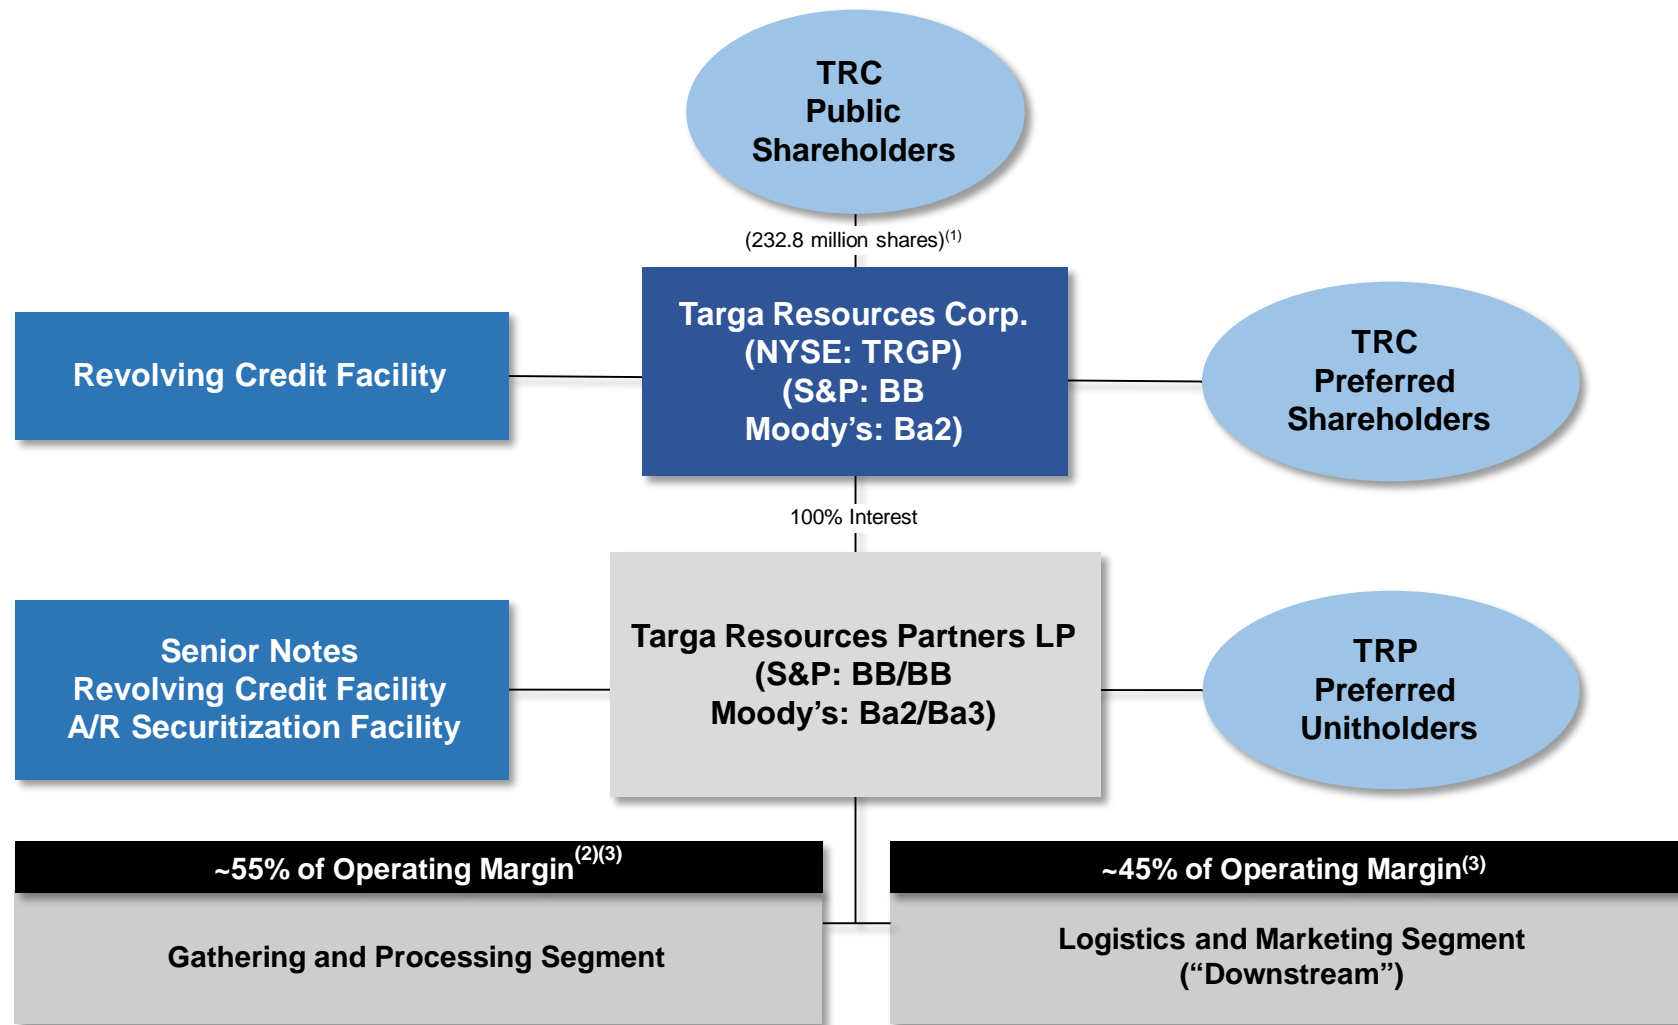 TRC
Public
Shareholders
(232.8 million shares)(1)
Targa Resources Corp.
(NYSE: TRGP)
(S&P: BB
Moody’s: Ba2)
Revolving Credit Facility
TRC
Preferred
Shareholders
100% Interest
Targa Resources Partners LP
(S&P: BB/BB
Moody’s: Ba2/Ba3)
Senior Notes
Revolving Credit Facility
A/R Securitization Facility
TRP
Preferred
Unitholders
~55% of Operating Margin(2)(3)
Gathering and Processing Segment
~45% of Operating Margin(3)
Logistics and Marketing Segment
(“Downstream”)